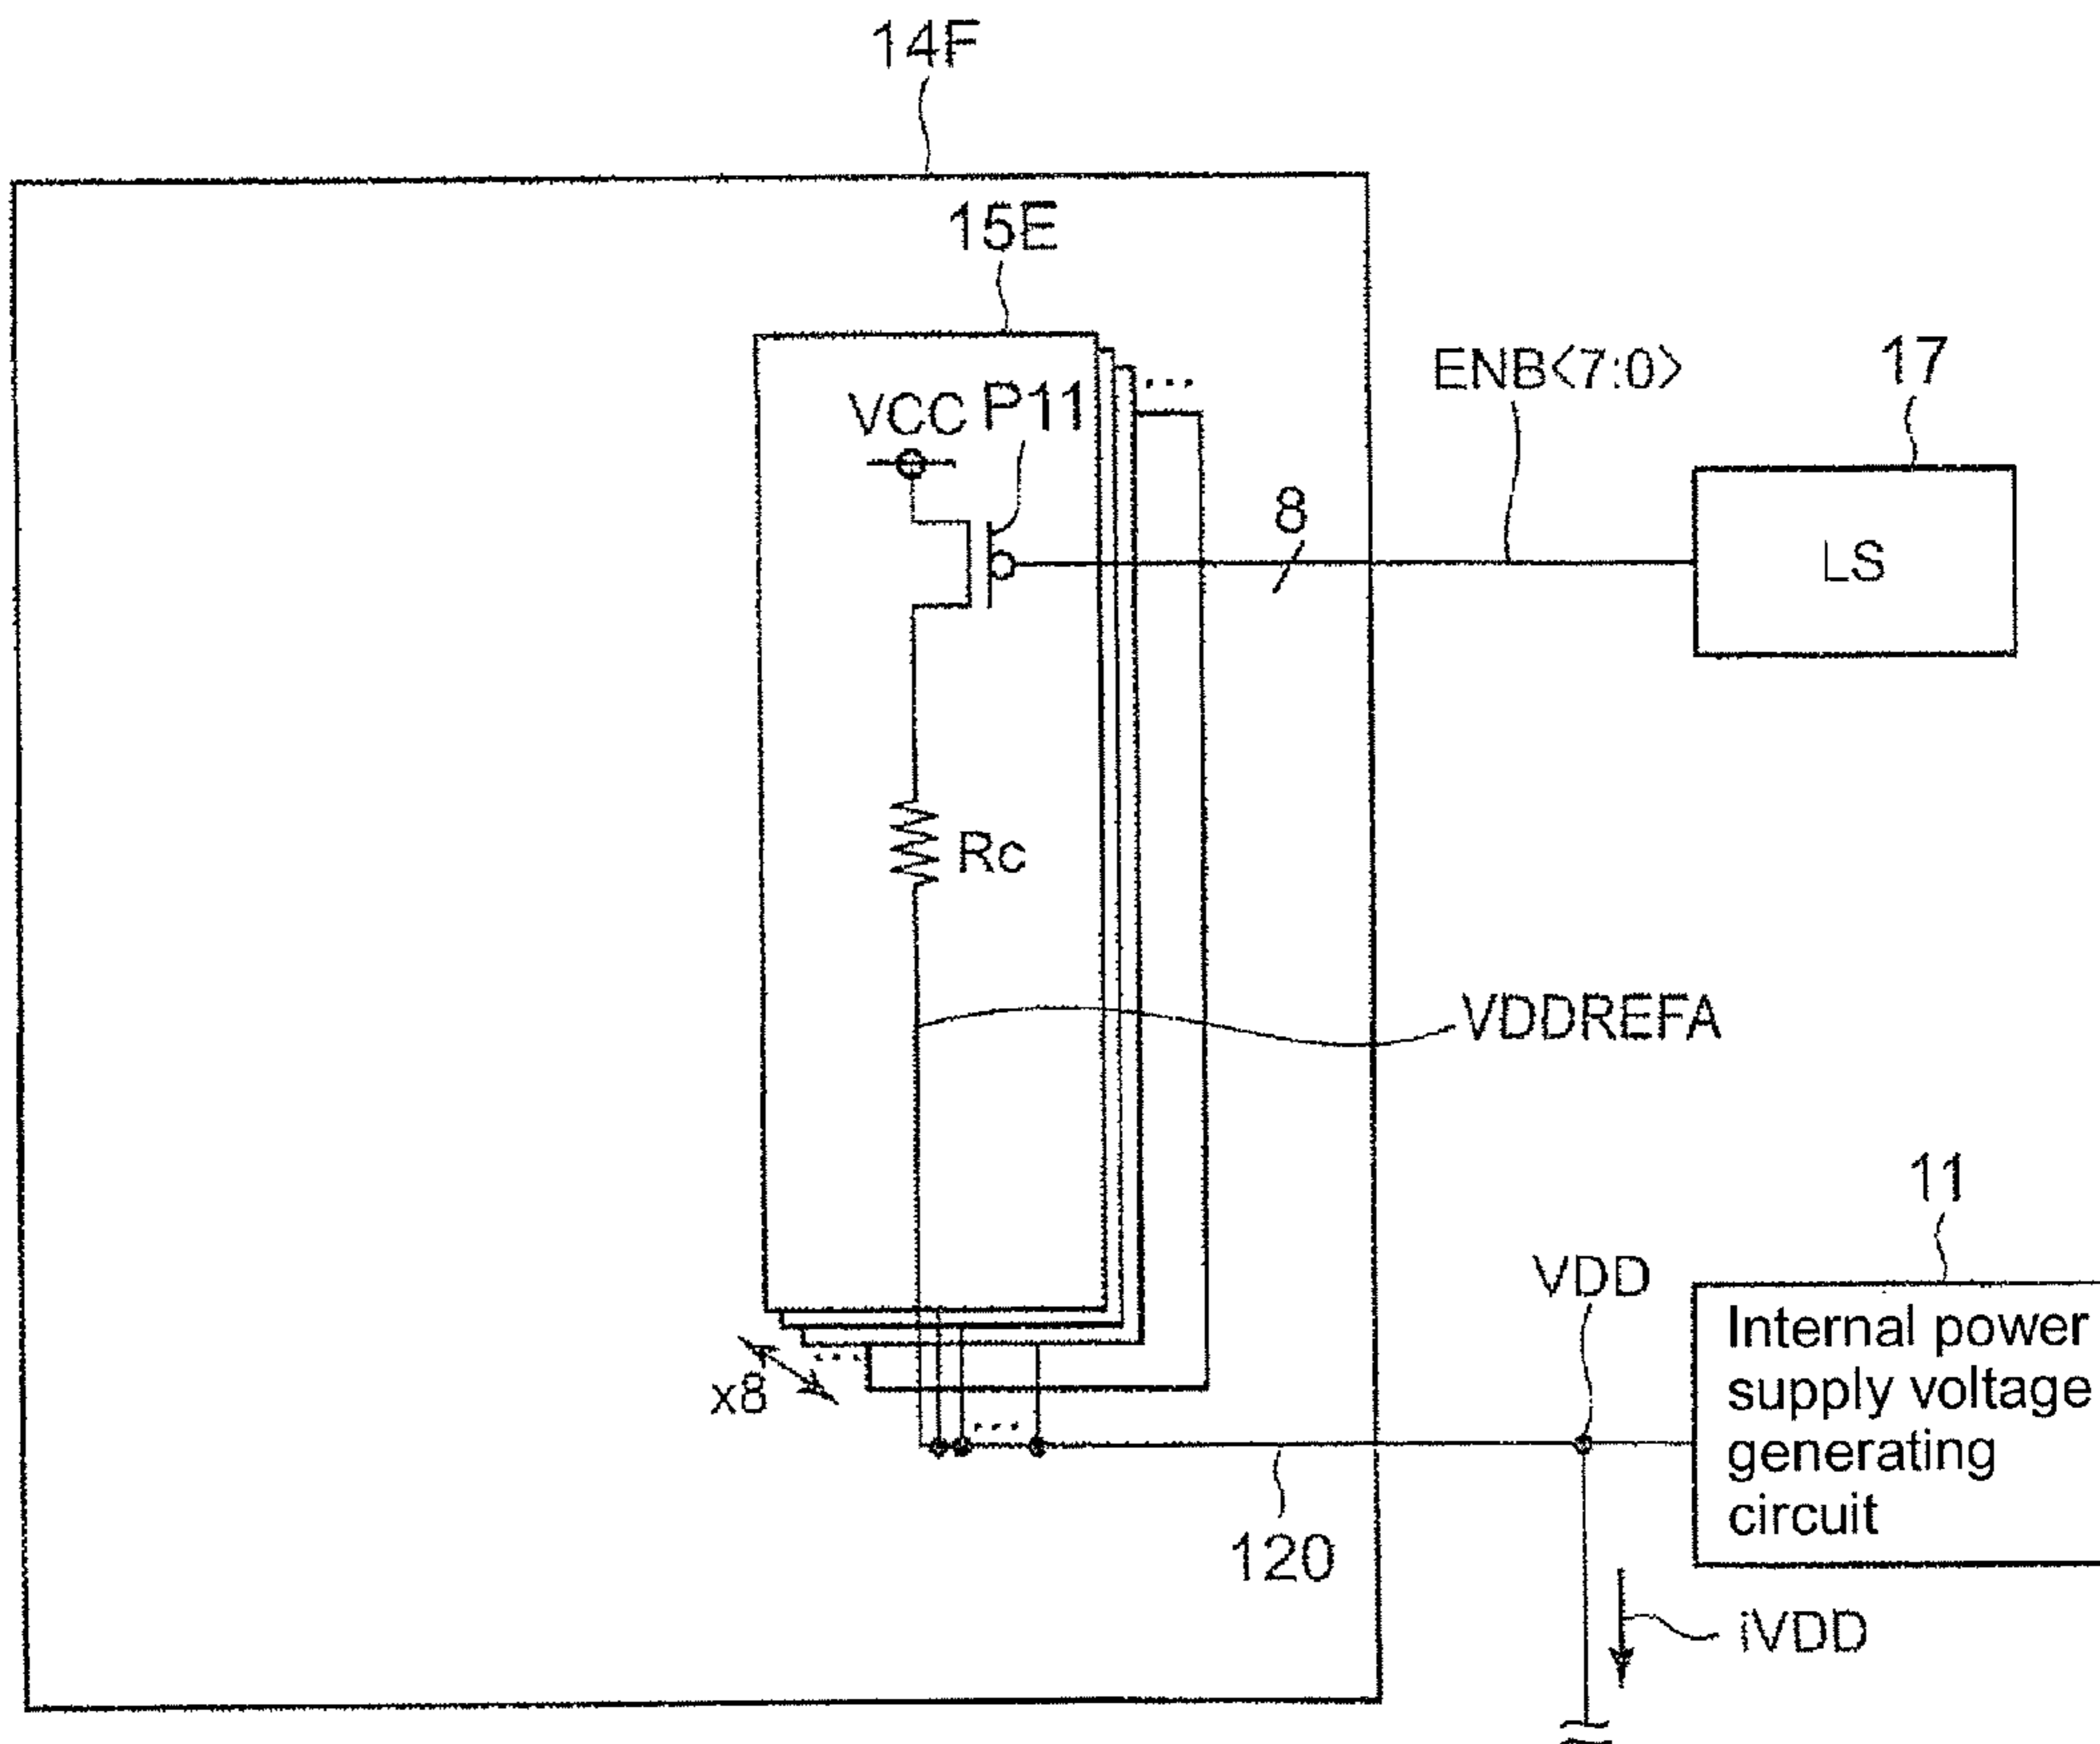 14F
15E
VCC P11
ENB<7:0>
17
8
LS
Rc
VDDREFA
11
VDD
Internal power
supply voltage
generating
circuit
x8
120
iVDD